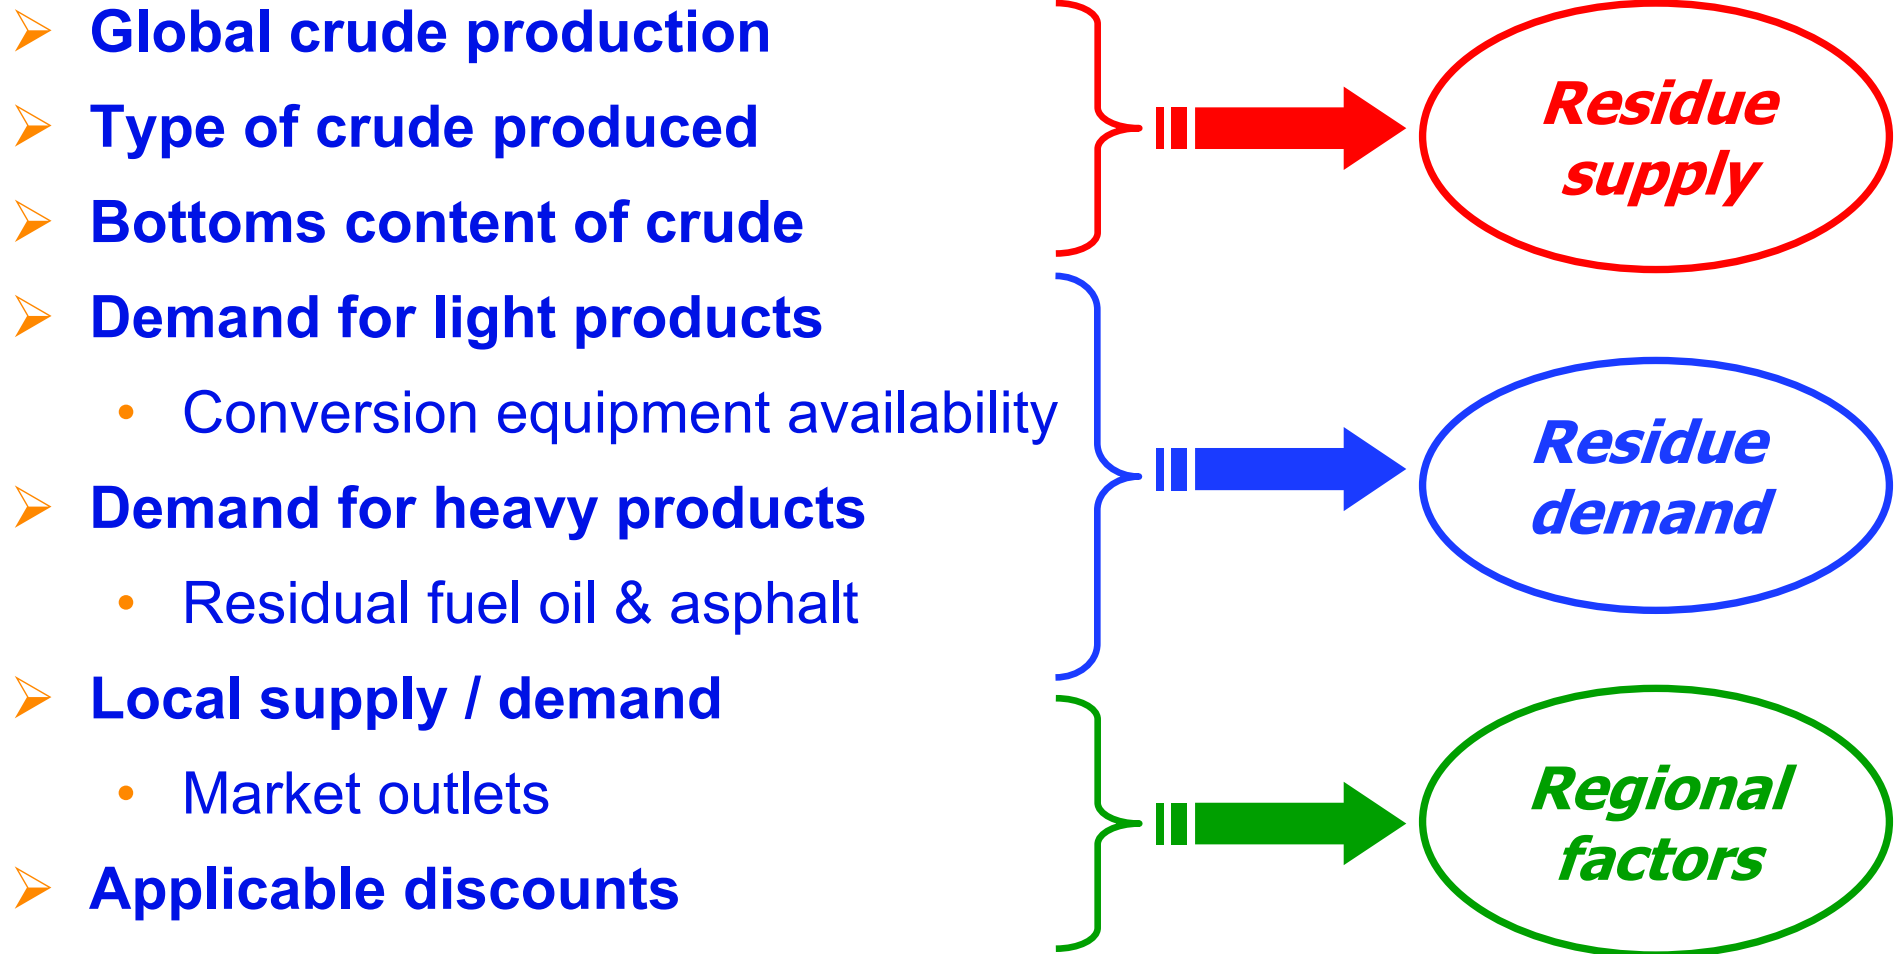 Global crude production
Type of crude produced
Bottoms content of crude
Demand for light products
Conversion equipment availability
Demand for heavy products
Residual fuel oil & asphalt
Local supply / demand
Market outlets
Applicable discounts
Residue
supply
Residue
demand
Regional
factors